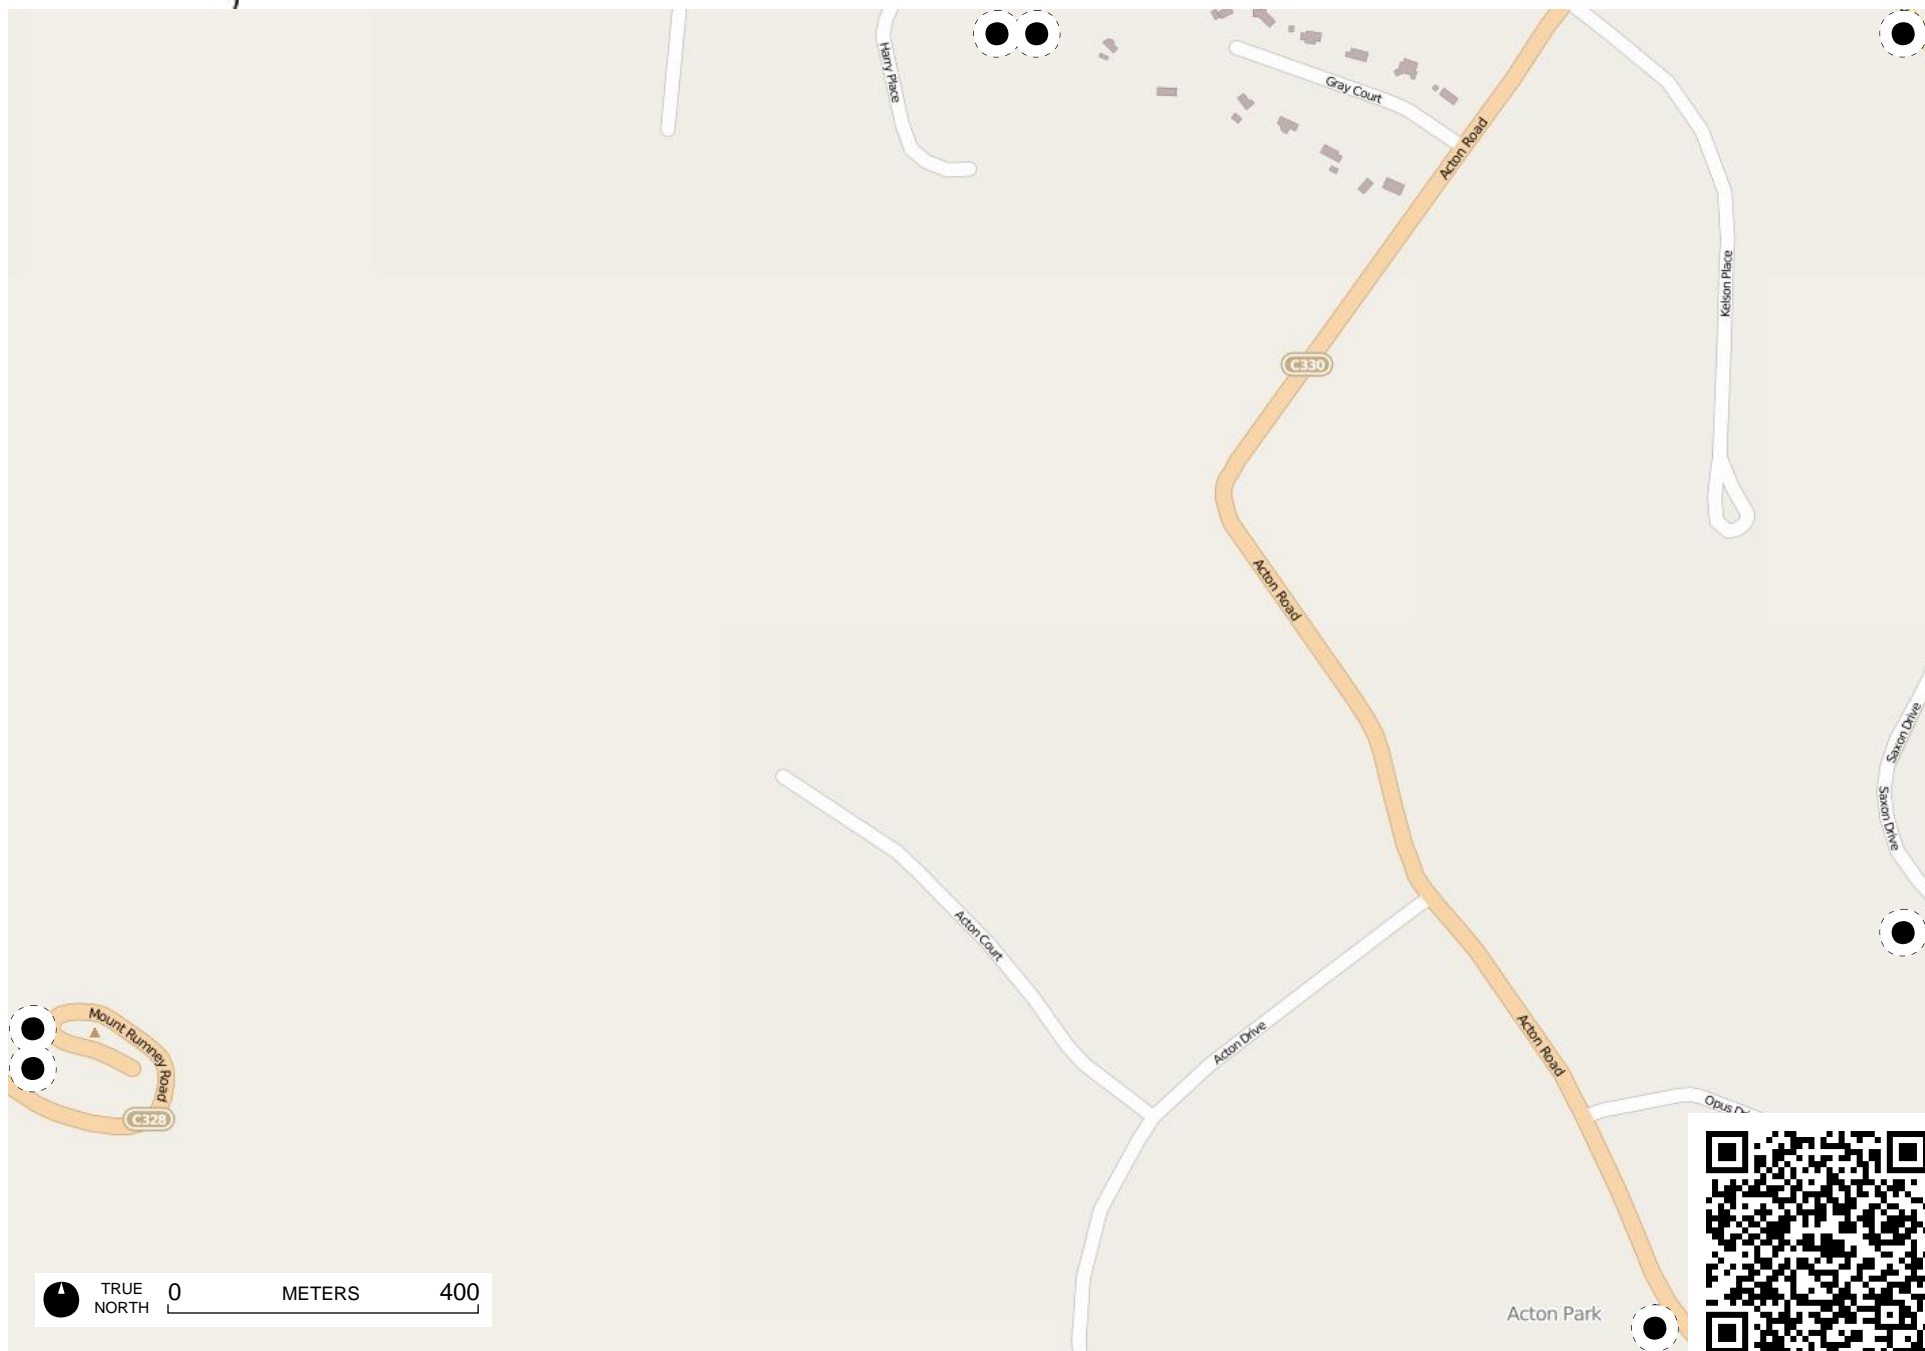 Harry Place
Gray Court
Acton Road
Kelson Place
C330
Acton Road
Saxon Drive
Saxon Drive
Acton Court
Mount Rumney Road
Acton Drive
Acton Road
C328
Opus
TRUE
NORTH
0 METERS 400
Acton Park